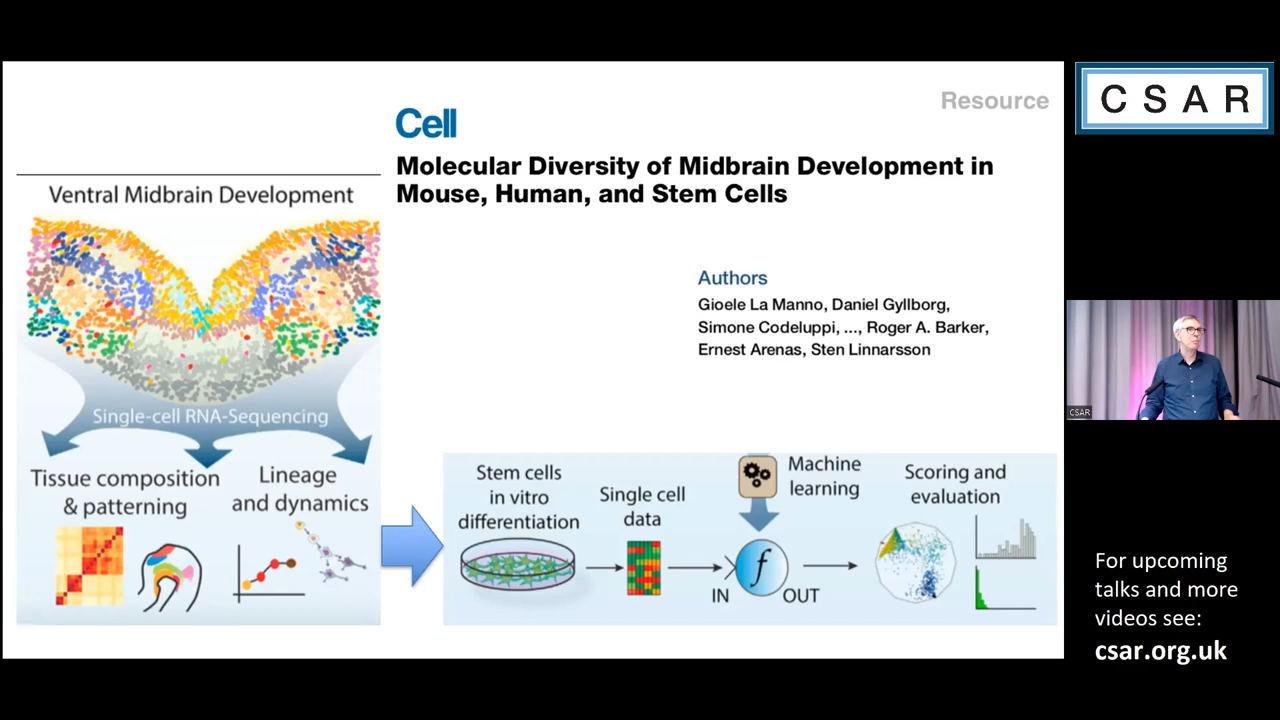 Resource
Cell
Molecular Diversity of Midbrain Development in
Mouse, Human, and Stem Cells
Authors
Gioele La Manno, Daniel Gyllborg,
Simone Codeluppi, ..., Roger A. Barker,
Ernest Arenas, Sten Linnarsson
Ventral Midbrain Development
Single-cell RNA-Sequencing
Tissue composition
& patterning
Lineage
and dynamics
Stem cells
in vitro
differentiation
Single cell
data
Machine
learning
f
IN
OUT
Scoring and
evaluation
CSAR
CSAR
For upcoming
talks and more
videos see:
csar.org.uk